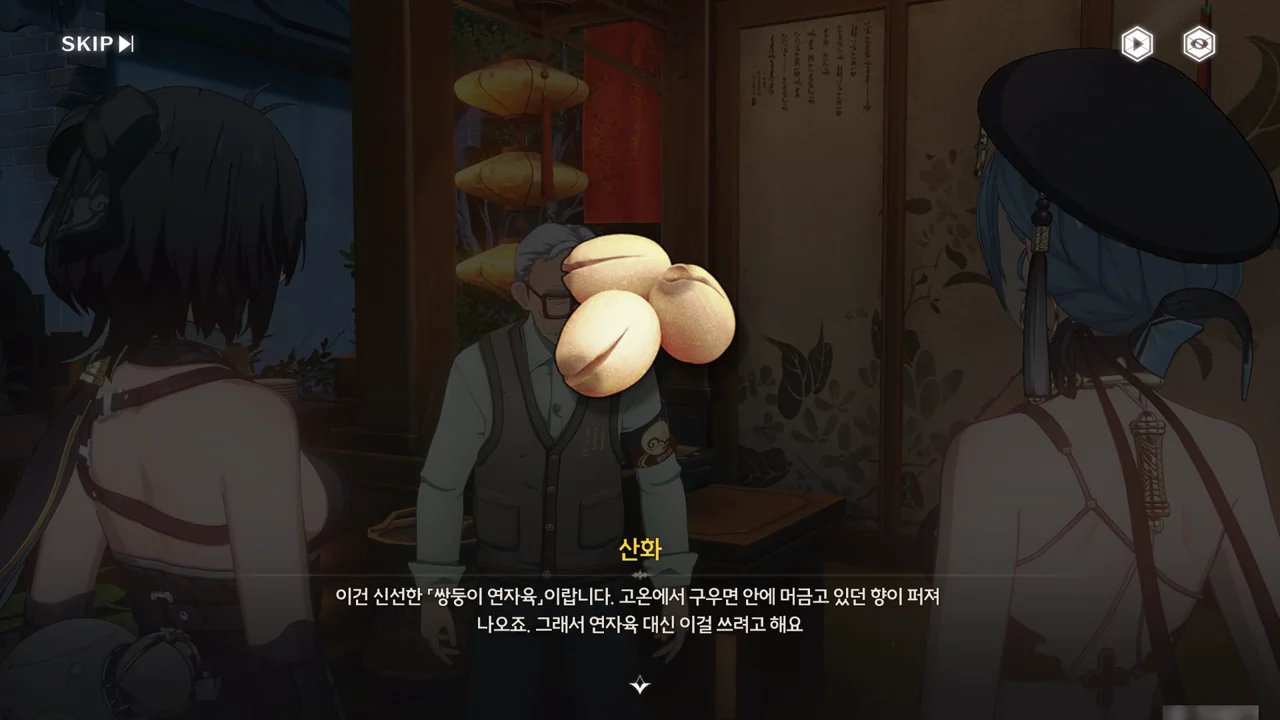 SKIP
산화
이건 신선한 「쌍둥이 연자육」이랍니다. 고온에서 구우면 안에 머금고 있던 향이 퍼져
나오죠. 그래서 연자육 대신 이걸 쓰려고 해요